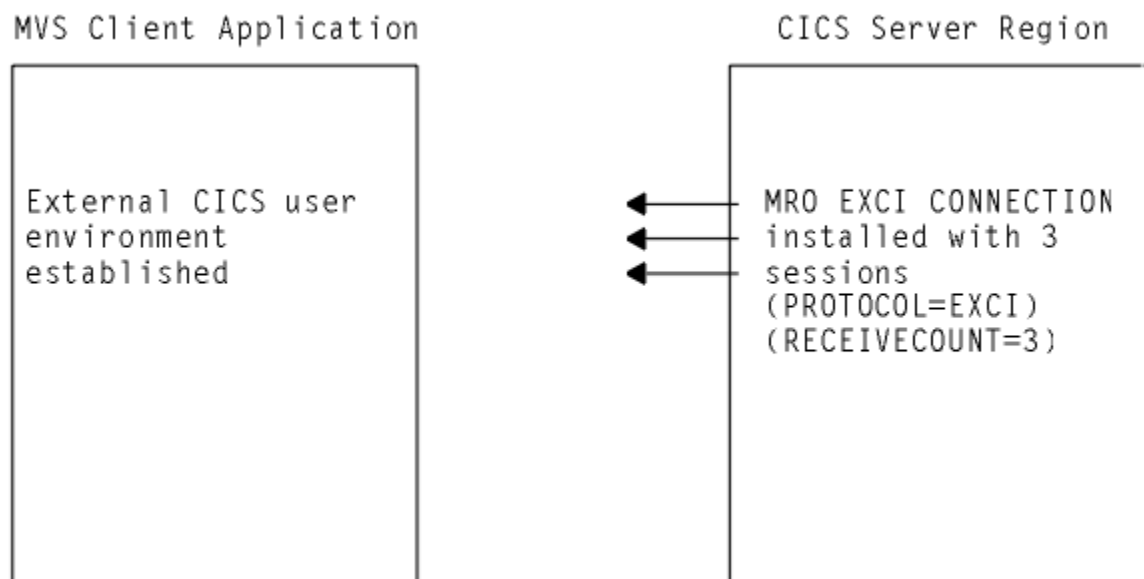 MVS Client Application
CICS Server Region
External CICS user
environment
established
MRO EXCI CONNECTION
installed with 3
sessions
(PROTOCOL=EXCI)
(RECEIVECOUNT=3)